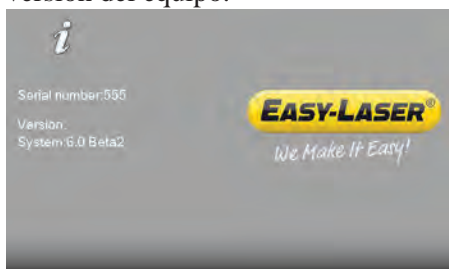 versión del equipo.
i
Serial number:555
Version.
System:6.0 Beta2
EASY-LASER®
We Make It Easy!